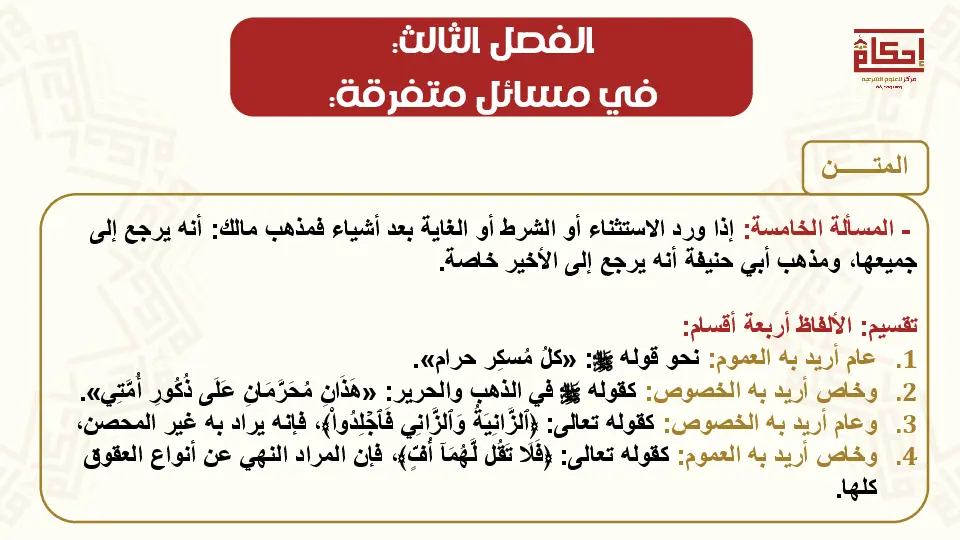 الفصل الثالث:
في مسائل متفرقة:
إحكام
مركز للعلوم الشرعية
المتـــــــن
- المسألة الخامسة: إذا ورد الاستثناء أو الشرط أو الغاية بعد أشياء فمذهب مالك: أنه يرجع إلى
جميعها، ومذهب أبي حنيفة أنه يرجع إلى الأخير خاصة.
تقسيم: الألفاظ أربعة أقسام:
1. عام أريد به العموم: نحو قوله ﷺ: «كلُ مُسكِر حرام».
2. وخاص أريد به الخصوص: كقوله ﷺ في الذهب والحرير: «هَذَانِ مُحَرَّمَانِ عَلَى ذُكُورِ أُمَّتِي».
3. وعام أريد به الخصوص: كقوله تعالى: ﴿ٱلزَّانِيَةُ وَٱلزَّانِي فَٱجۡلِدُواْ﴾، فإنه يراد به غير المحصن،
4. وخاص أريد به العموم: كقوله تعالى: ﴿فَلَا تَقُل لَّهُمَآ أُفّٖ﴾، فإن المراد النهي عن أنواع العقوق
كلها.